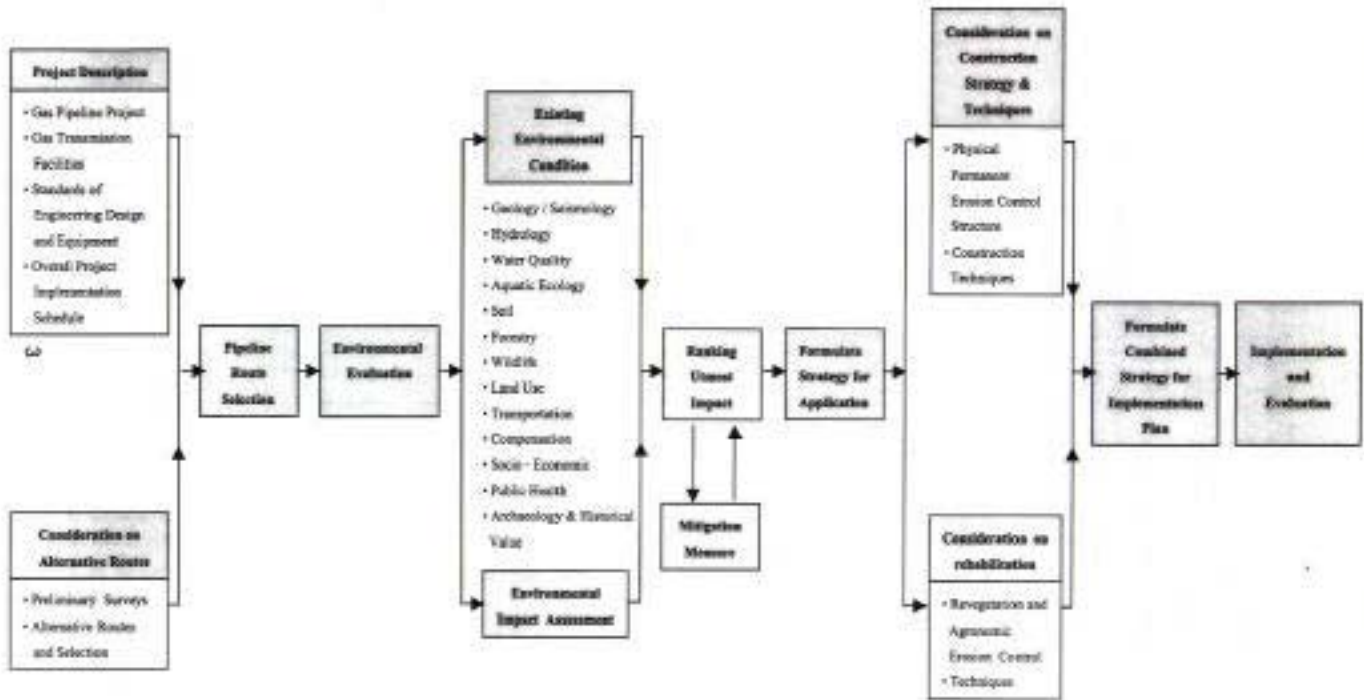 Project Description
• Gas Pipeline Project
• Gas Transmission
Facilities
• Standards of
Engineering Design
and Equipment
• Overall Project
Implementation
Schedule
Consideration on
Alternative Routes
• Preliminary Surveys
• Alternative Routes
and Selection
Pipeline
Route
Selection
Environmental
Evaluation
Existing
Environmental
Condition
• Geology / Seismology
• Hydrology
• Water Quality
• Aquatic Ecology
• Soil
• Forestry
• Wildlife
• Land Use
• Transportation
• Compensation
• Socio - Economic
• Public Health
• Archaeology & Historical
Value
Environmental
Impact Assessment
Ranking
Utmost
Impact
Mitigation
Measure
Formulate
Strategy for
Application
Consideration on
Construction
Strategy &
Techniques
• Physical
Permanent
Erosion Control
Structure
• Construction
Techniques
Consideration on
rehabilitation
• Revegetation and
Agronomic
Erosion Control
• Techniques
Formulate
Combined
Strategy for
Implementation
Plan
Implementation
and
Evaluation